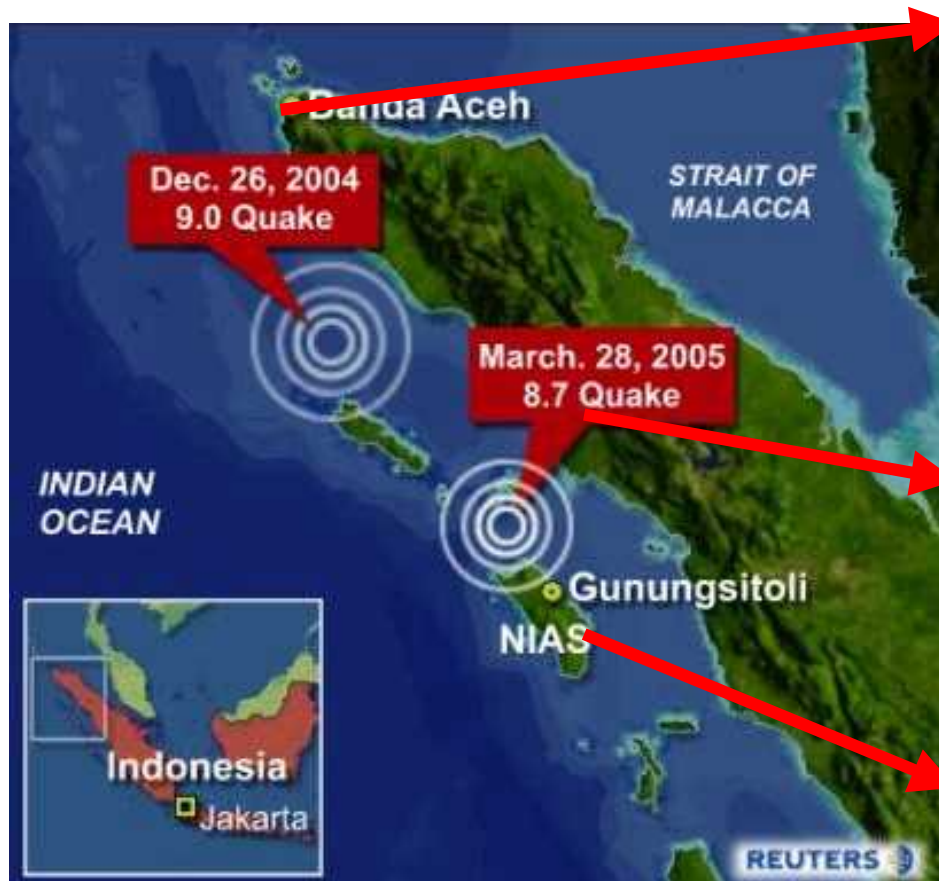 Banda Aceh
Dec. 26, 2004
9.0 Quake
STRAIT OF
MALACCA
March. 28, 2005
8.7 Quake
INDIAN
OCEAN
Gunungsitoli
NIAS
Indonesia
Jakarta
REUTERS